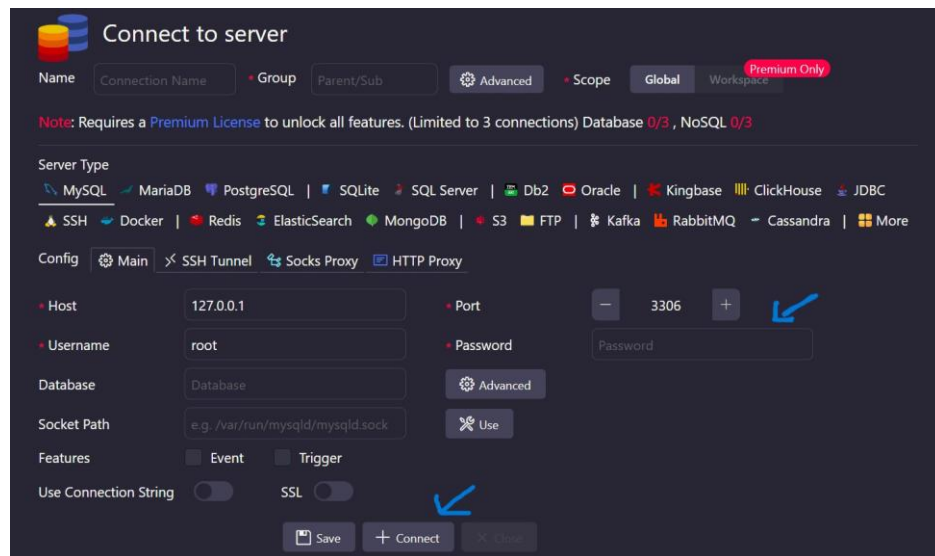 Connect to server
Name Connection Name * Group Parent/Sub Advanced * Scope Global Workspace Premium Only
Note: Requires a Premium License to unlock all features. (Limited to 3 connections) Database 0/3 , NoSQL 0/3
Server Type
MySQL MariaDB PostgreSQL | SQLite SQL Server | Db2 Oracle | Kingbase ClickHouse JDBC
SSH Docker | Redis ElasticSearch MongoDB | S3 FTP | Kafka RabbitMQ Cassandra | More
Config Main SSH Tunnel Socks Proxy HTTP Proxy
* Host 127.0.0.1 * Port − 3306 +
* Username root * Password Password
Database Database Advanced
Socket Path e.g. /var/run/mysqld/mysqld.sock Use
Features Event Trigger
Use Connection String SSL
Save + Connect × Close